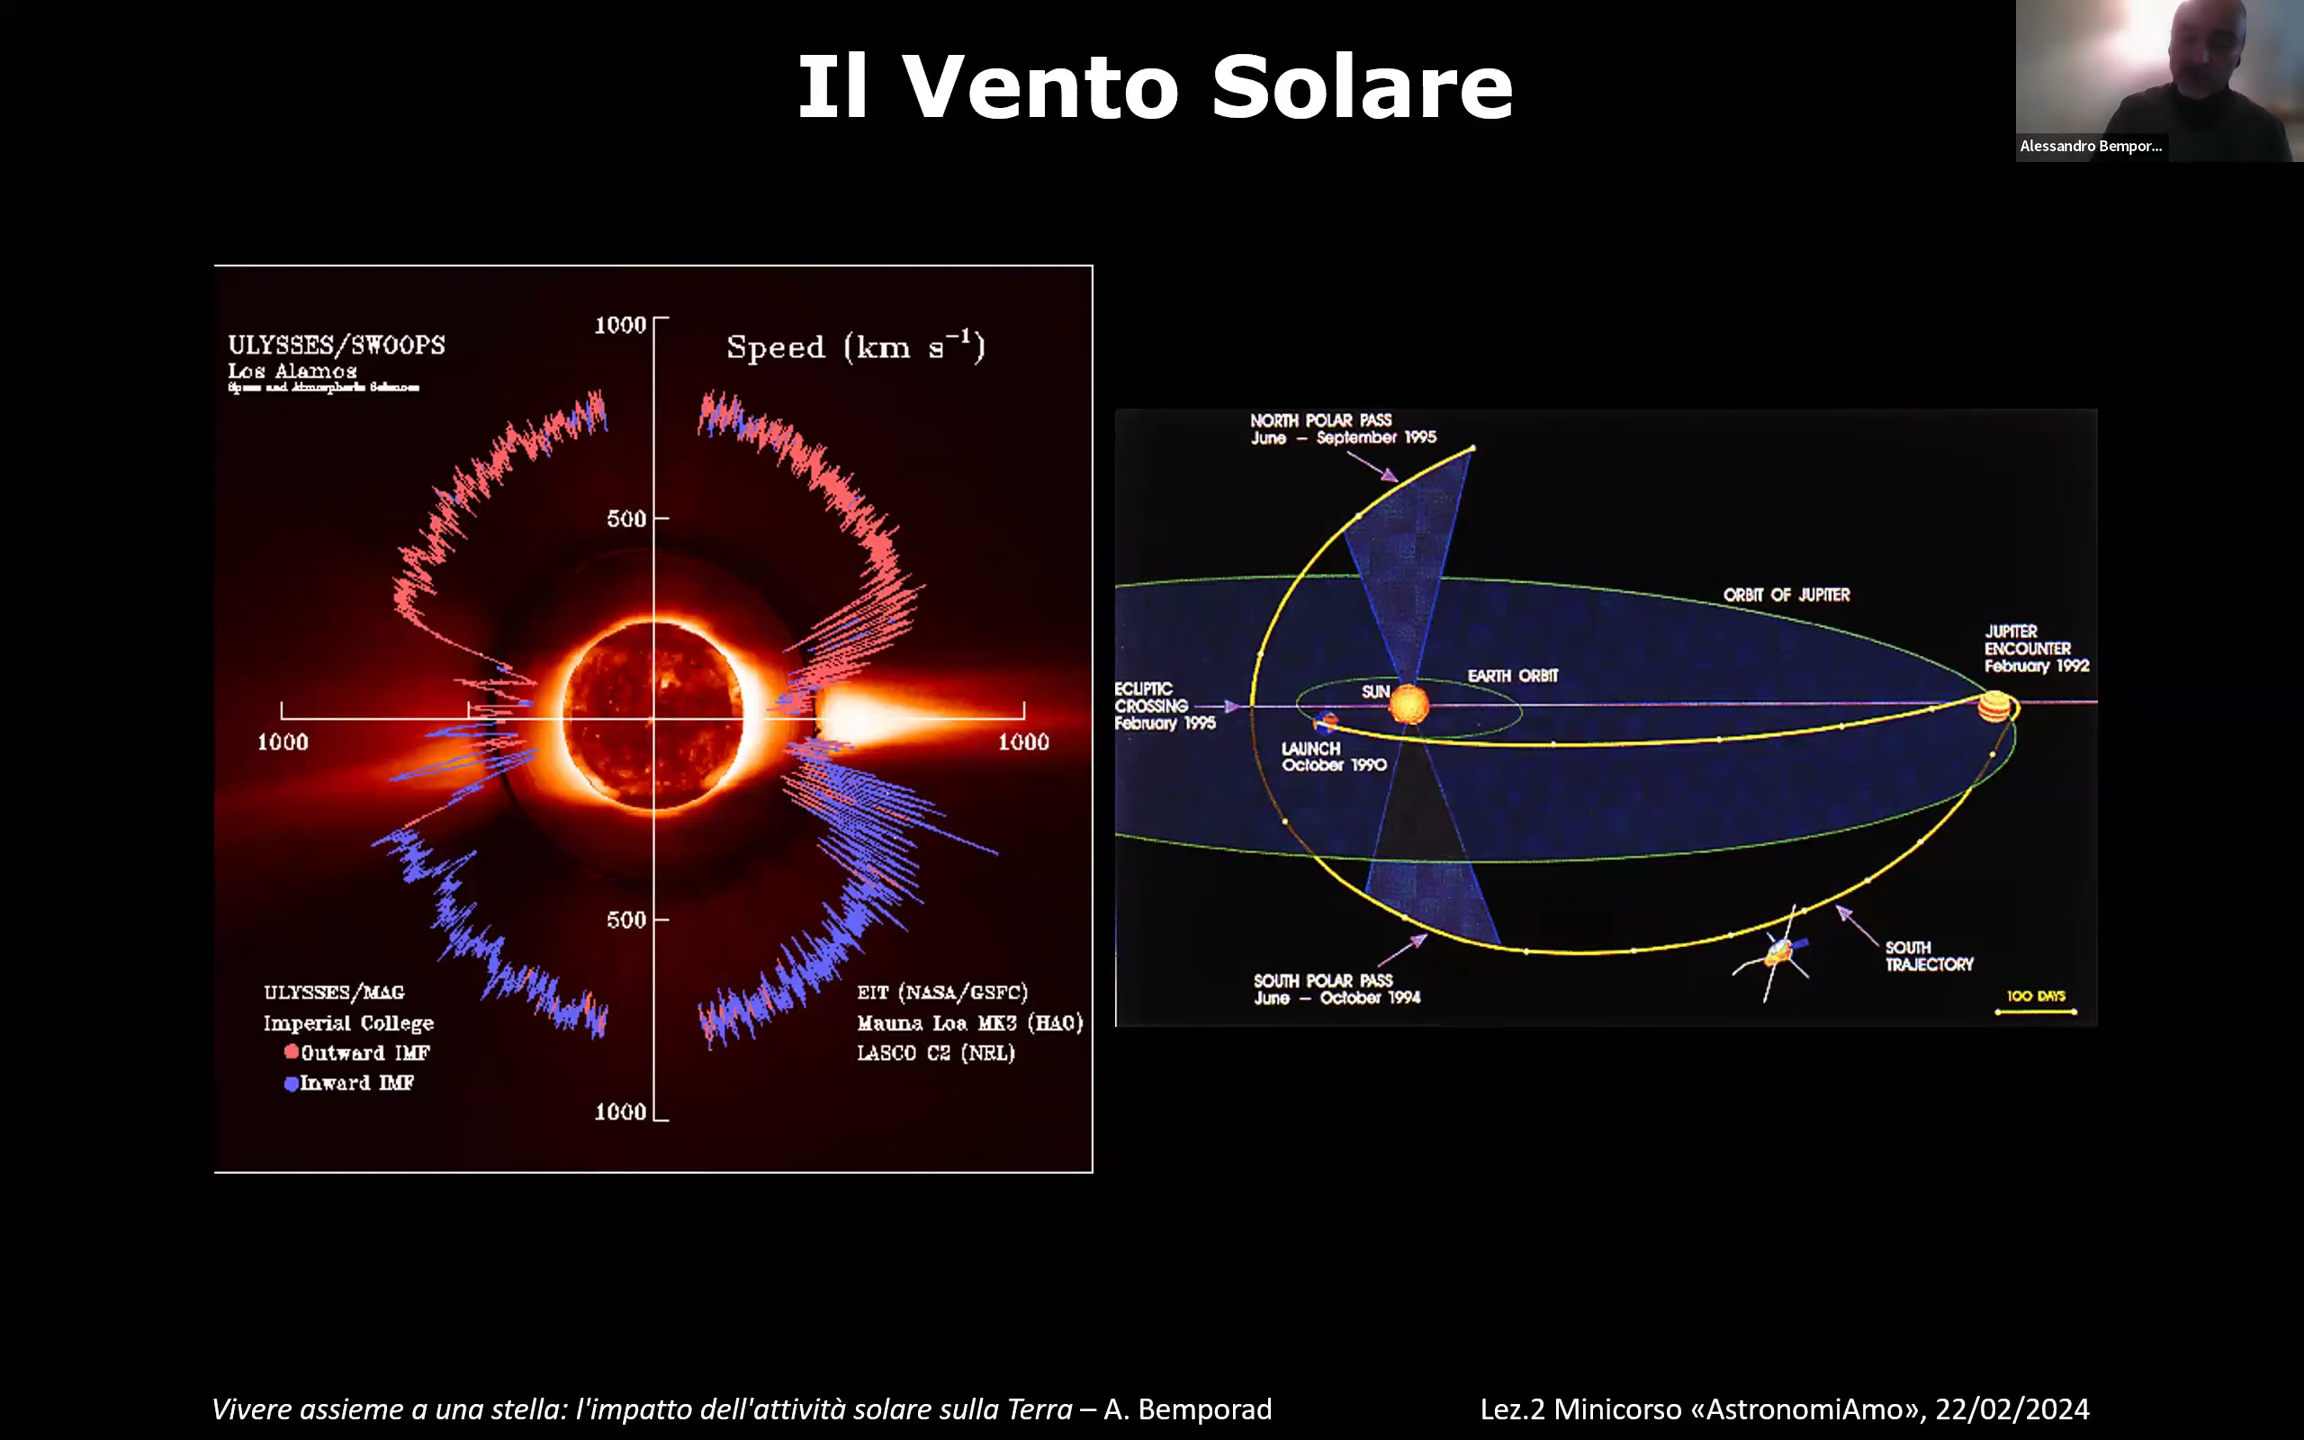 Il Vento Solare
Alessandro Bempor...
ULYSSES/SWOOPS
Los Alamos
Space and Atmospheric Sciences
Speed (km s⁻¹)
1000
500
1000
1000
500
1000
ULYSSES/MAG
Imperial College
Outward IMF
Inward IMF
EIT (NASA/GSFC)
Mauna Loa MK3 (HAO)
LASCO C2 (NRL)
NORTH POLAR PASS
June – September 1995
ORBIT OF JUPITER
JUPITER
ENCOUNTER
February 1992
EARTH ORBIT
SUN
ECLIPTIC
CROSSING
February 1995
LAUNCH
October 1990
SOUTH POLAR PASS
June – October 1994
SOUTH
TRAJECTORY
100 DAYS
Vivere assieme a una stella: l'impatto dell'attività solare sulla Terra – A. Bemporad
Lez.2 Minicorso «AstronomiAmo», 22/02/2024